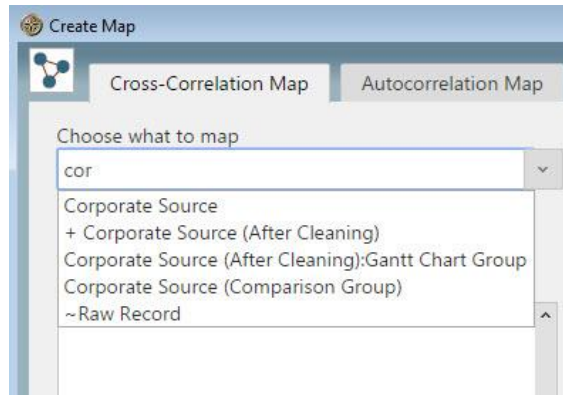 Create Map
Cross-Correlation Map
Autocorrelation Map
Choose what to map
cor
Corporate Source
+ Corporate Source (After Cleaning)
Corporate Source (After Cleaning):Gantt Chart Group
Corporate Source (Comparison Group)
~Raw Record